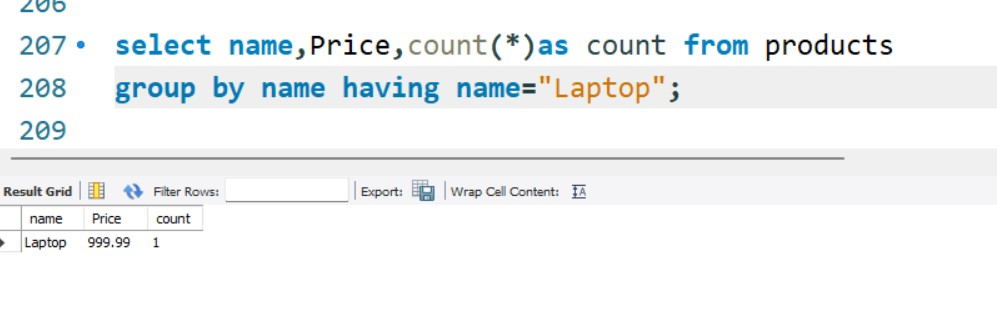 206
207 select name,Price,count(*)as count from products
208 group by name having name="Laptop";
209
Result Grid Filter Rows: Export: Wrap Cell Content: IA
name Price count
Laptop 999.99 1